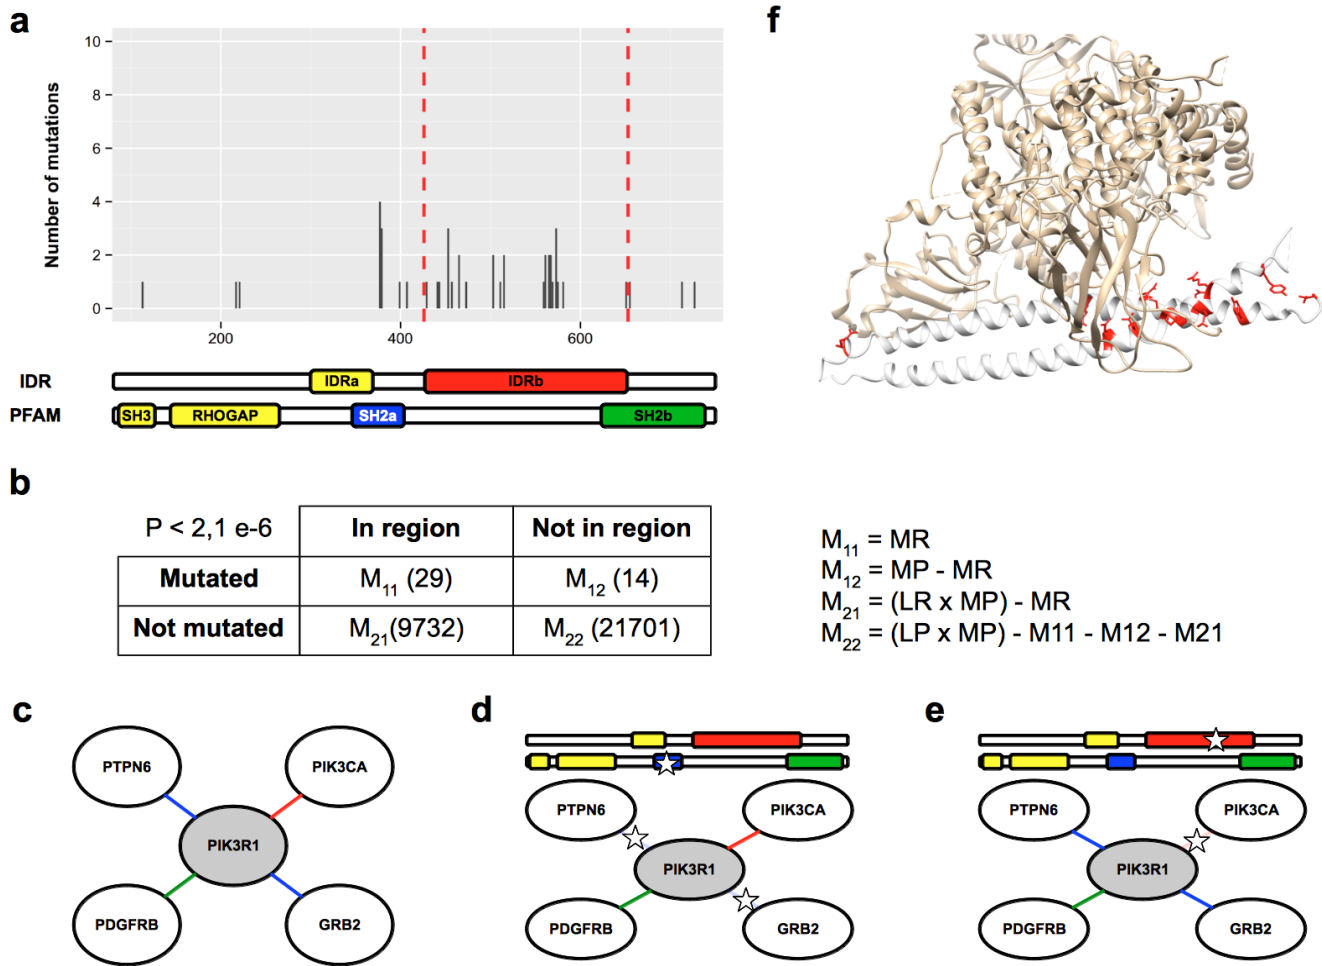 a
f
Number of mutations
10
8
6
4
2
0
200
400
600
IDR
IDRa
IDRb
PFAM
SH3
RHOGAP
SH2a
SH2b
b
P < 2,1 e-6
In region
Not in region
Mutated
M11 (29)
M12 (14)
Not mutated
M21(9732)
M22 (21701)
M11 = MR
M12 = MP - MR
M21 = (LR x MP) - MR
M22 = (LP x MP) - M11 - M12 - M21
c
PTPN6
PIK3CA
PIK3R1
PDGFRB
GRB2
d
PTPN6
PIK3CA
PIK3R1
PDGFRB
GRB2
e
PTPN6
PIK3CA
PIK3R1
PDGFRB
GRB2